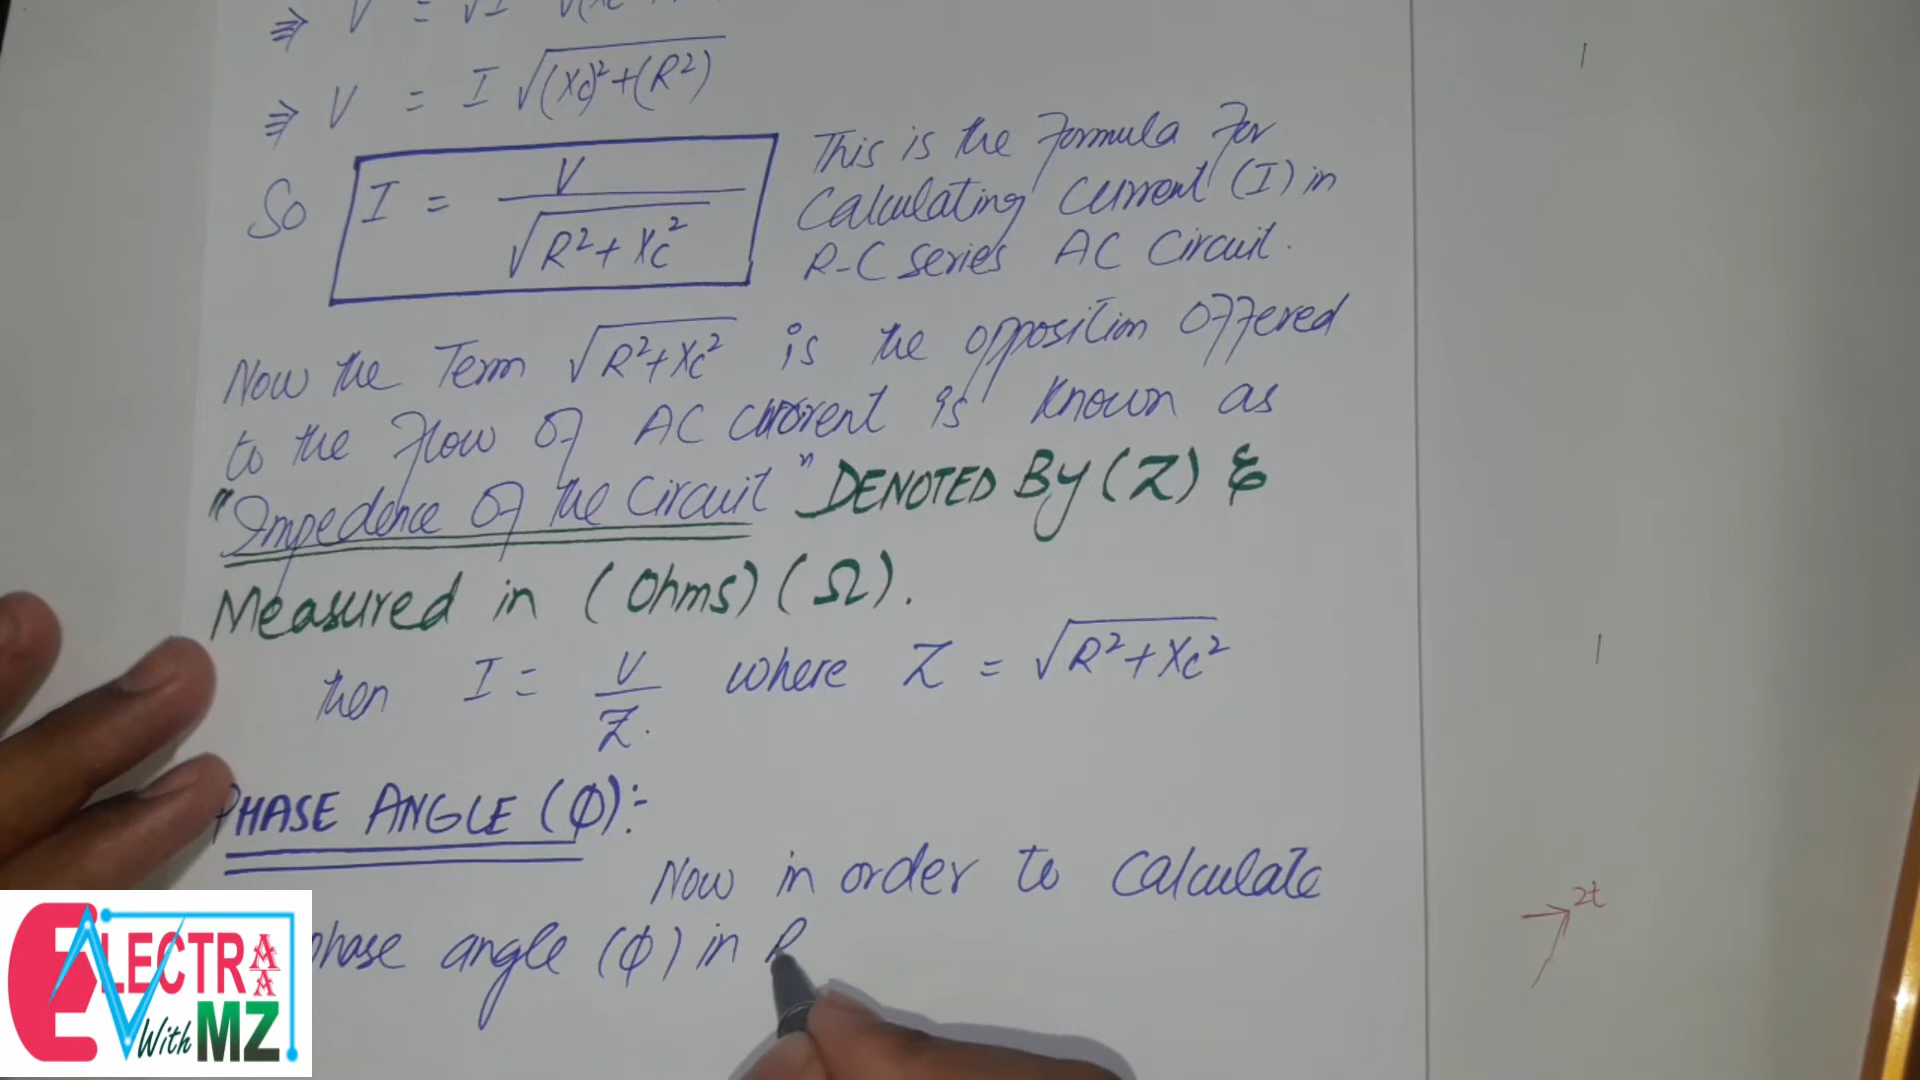 ⇒ V = √I
⇒ V = I √(Xc)²+(R²)
So I = V / √R²+Xc²
This is the Formula For
Calculating Current (I) in
R-C series AC Circuit.
Now the Term √R²+Xc² is the opposition offered
to the Flow of AC current is known as
"Impedence of the Circuit" DENOTED BY (Z) &
Measured in (Ohms) (Ω).
then I = V/Z. where Z = √R²+Xc²
PHASE ANGLE (ϕ):-
Now in order to Calculate
phase angle (ϕ) in R
2t
ELECTRA
With MZ